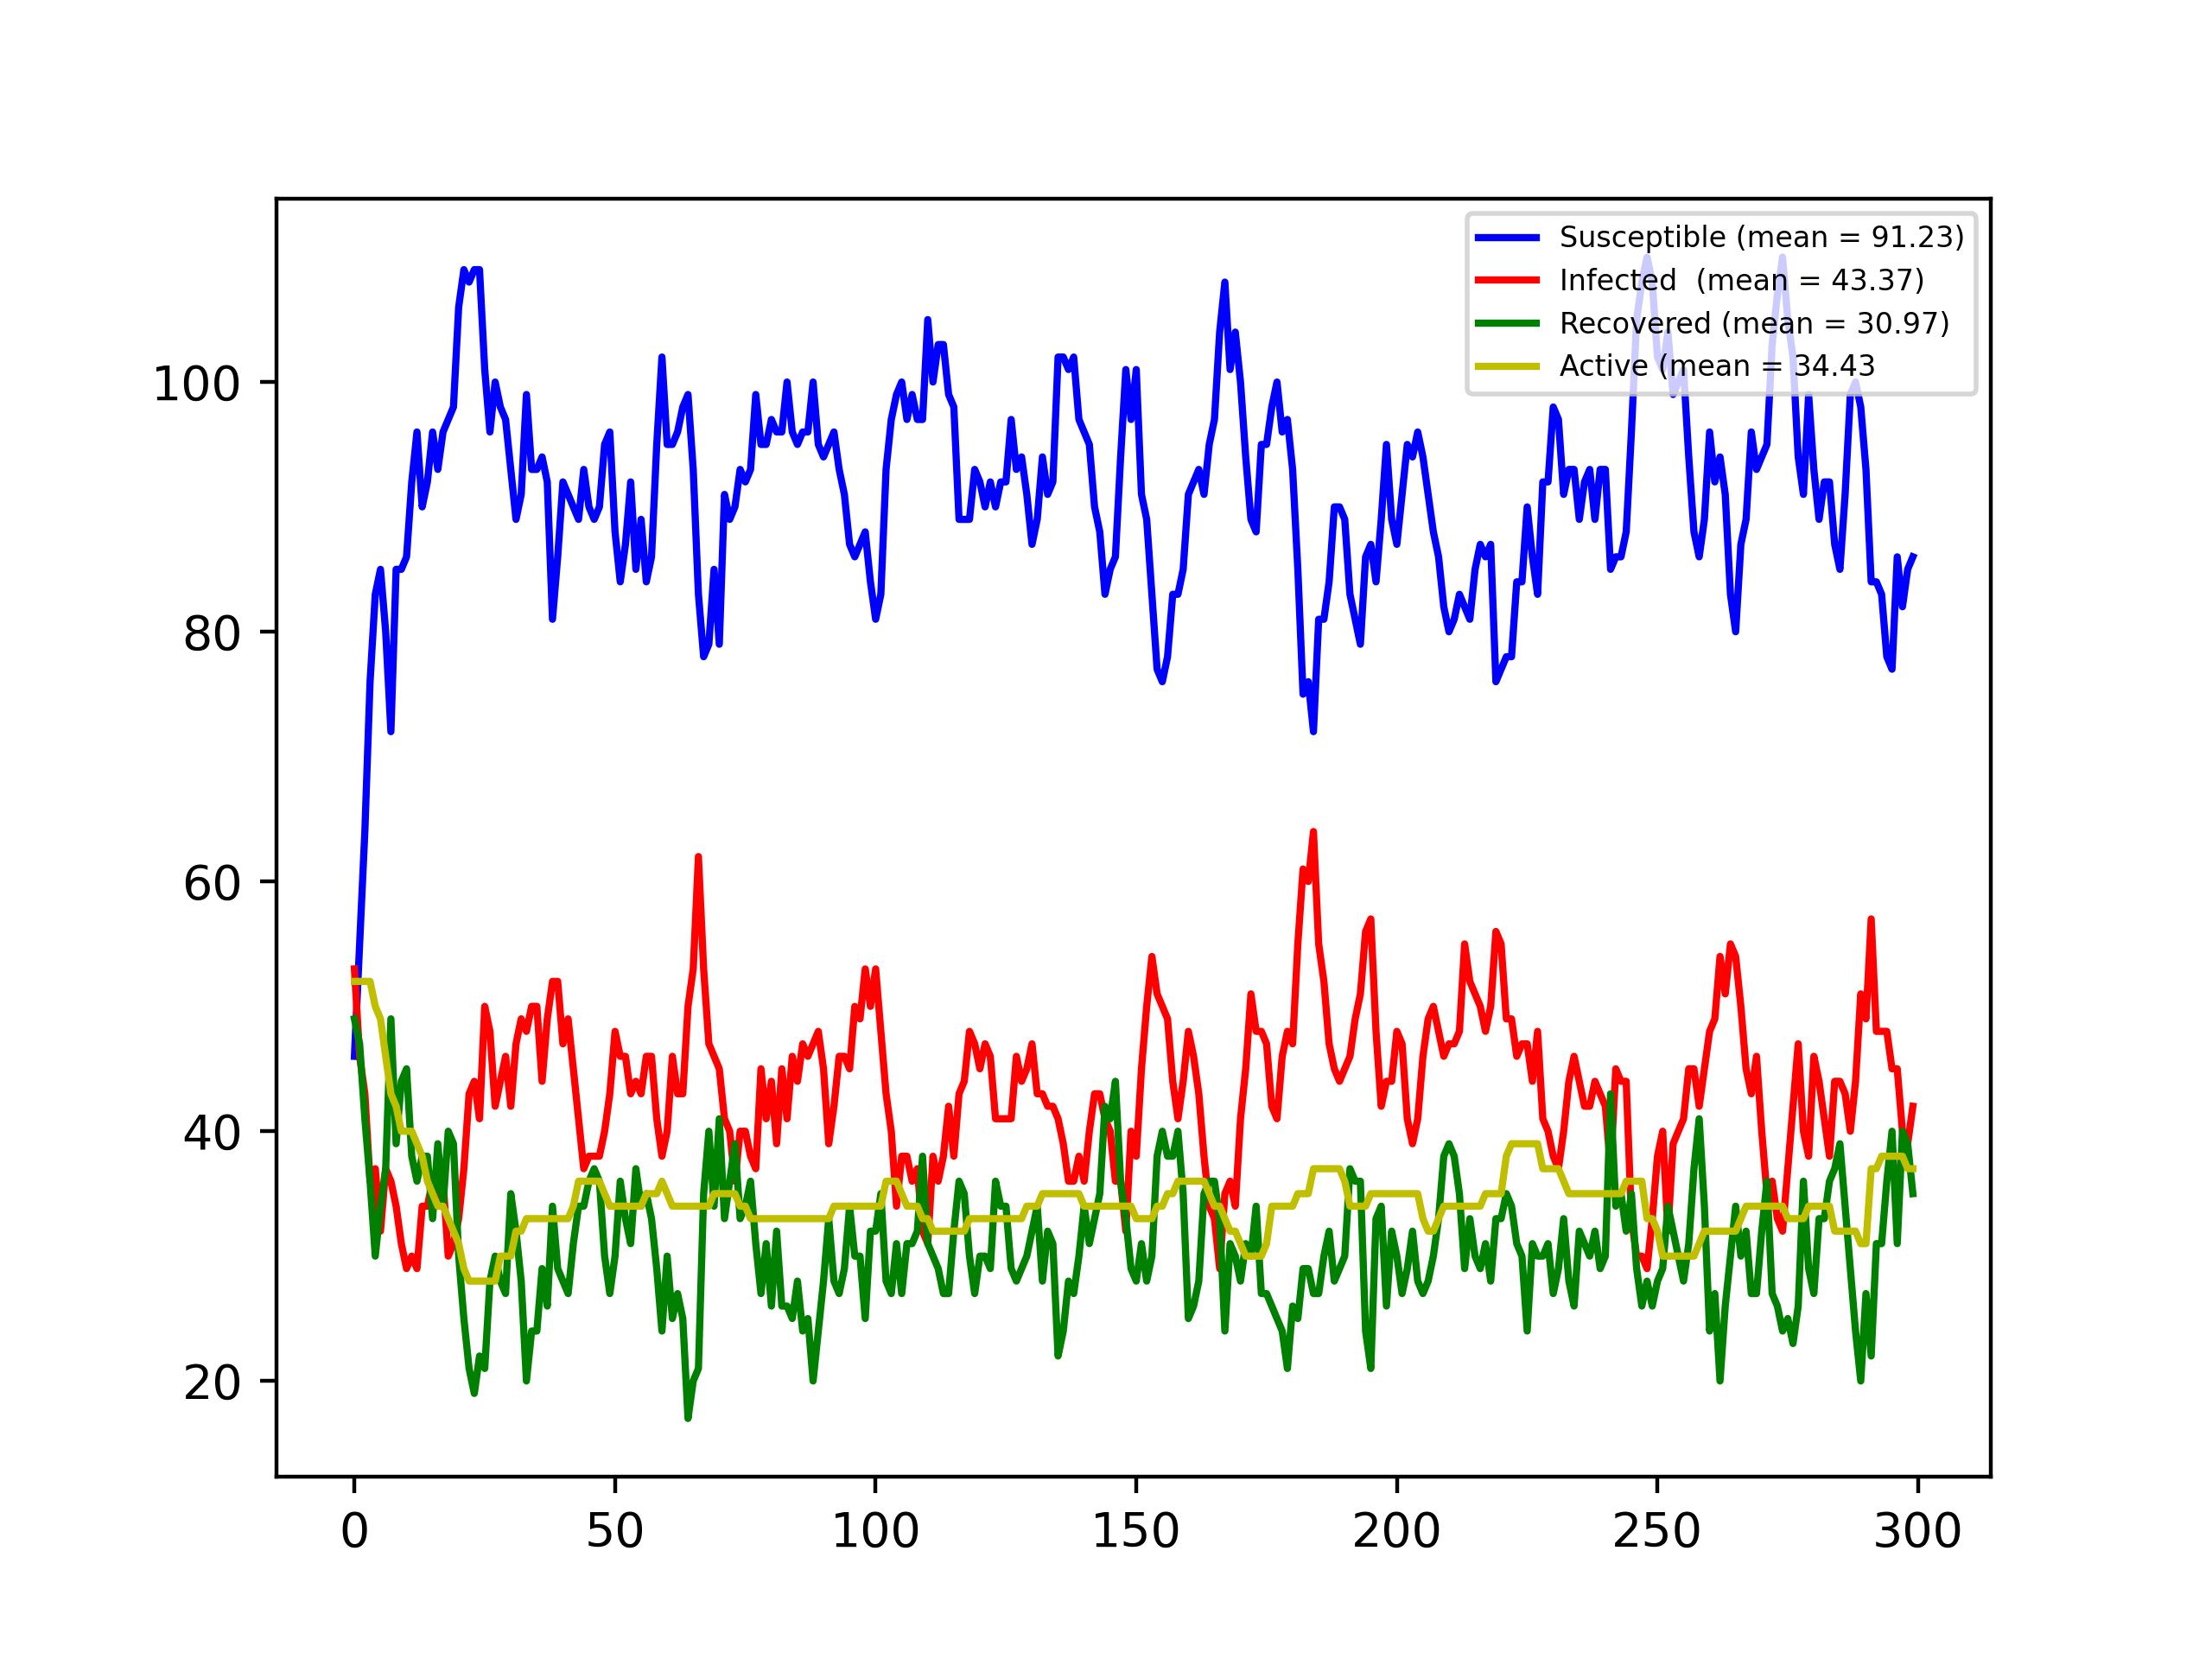 Susceptible (mean = 91.23)
Infected  (mean = 43.37)
Recovered (mean = 30.97)
Active (mean = 34.43
100
80
60
40
20
0 50 100 150 200 250 300